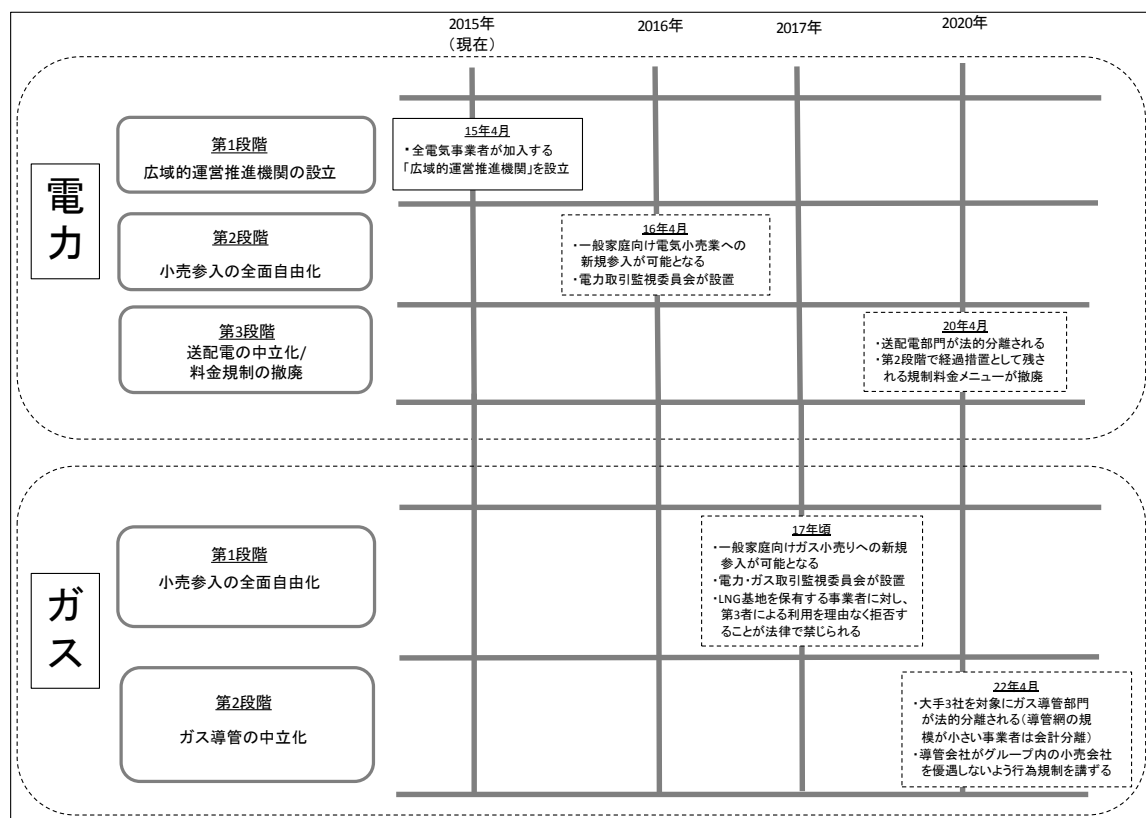 2015年
（現在）
2016年
2017年
2020年
電力
第1段階
広域的運営推進機関の設立
15年4月
・全電気事業者が加入する
「広域的運営推進機関」を設立
第2段階
小売参入の全面自由化
16年4月
・一般家庭向け電気小売業への
新規参入が可能となる
・電力取引監視委員会が設置
第3段階
送配電の中立化/
料金規制の撤廃
20年4月
・送配電部門が法的分離される
・第2段階で経過措置として残さ
れる規制料金メニューが撤廃
ガス
第1段階
小売参入の全面自由化
17年頃
・一般家庭向けガス小売りへの新規
参入が可能となる
・電力・ガス取引監視委員会が設置
・LNG基地を保有する事業者に対し、
第3者による利用を理由なく拒否す
ることが法律で禁じられる
第2段階
ガス導管の中立化
22年4月
・大手3社を対象にガス導管部門
が法的分離される（導管網の規
模が小さい事業者は会計分離）
・導管会社がグループ内の小売会社
を優遇しないよう行為規制を講ずる